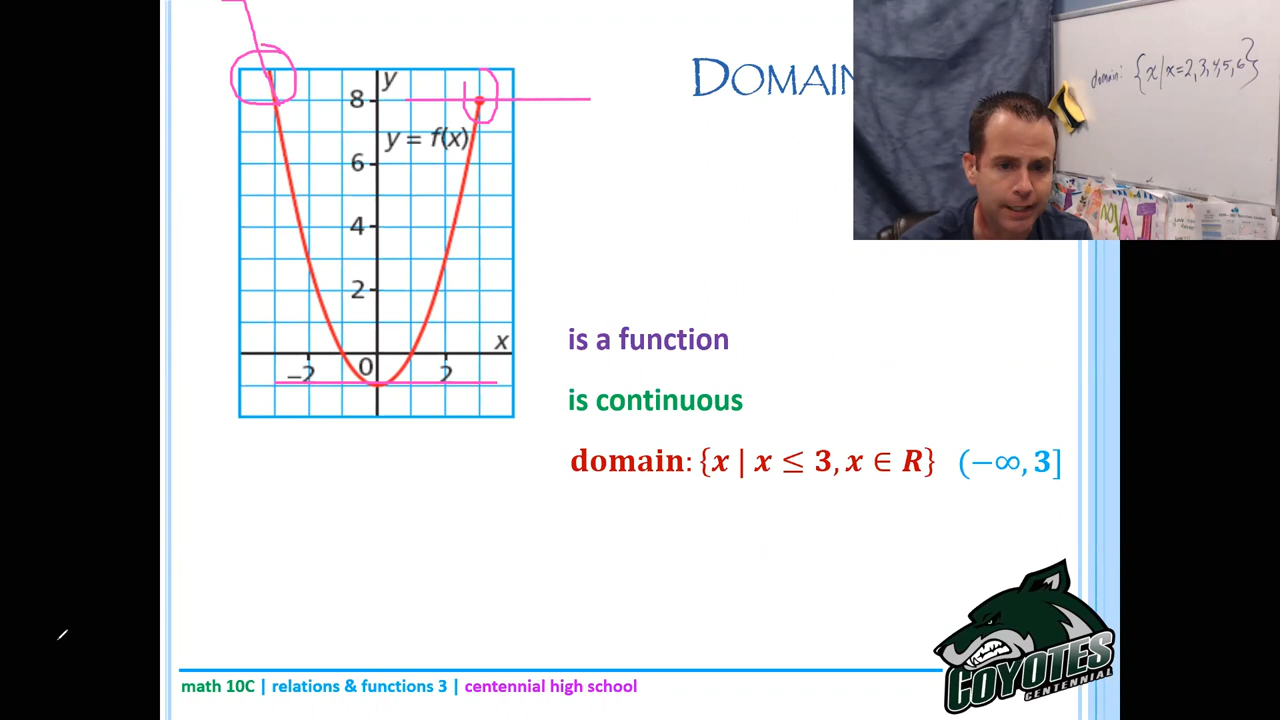 DOMAIN
domain: {x | x = 2, 3, 4, 5, 6}
y
8
y = f(x)
6
4
2
x
-2
0
2
is a function
is continuous
domain: {x | x ≤ 3, x ∈ R} (−∞, 3]
math 10C | relations & functions 3 | centennial high school
COYOTES
CENTENNIAL